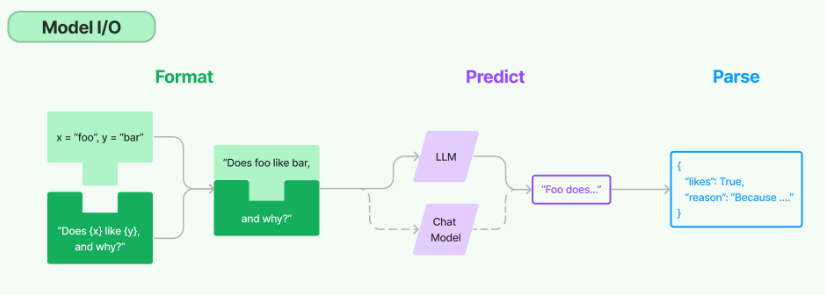 Model I/O
Format
Predict
Parse
x = "foo", y = "bar"
"Does {x} like {y},
and why?"
"Does foo like bar,
and why?"
LLM
Chat
Model
"Foo does..."
{
"likes": True,
"reason": "Because ...."
}